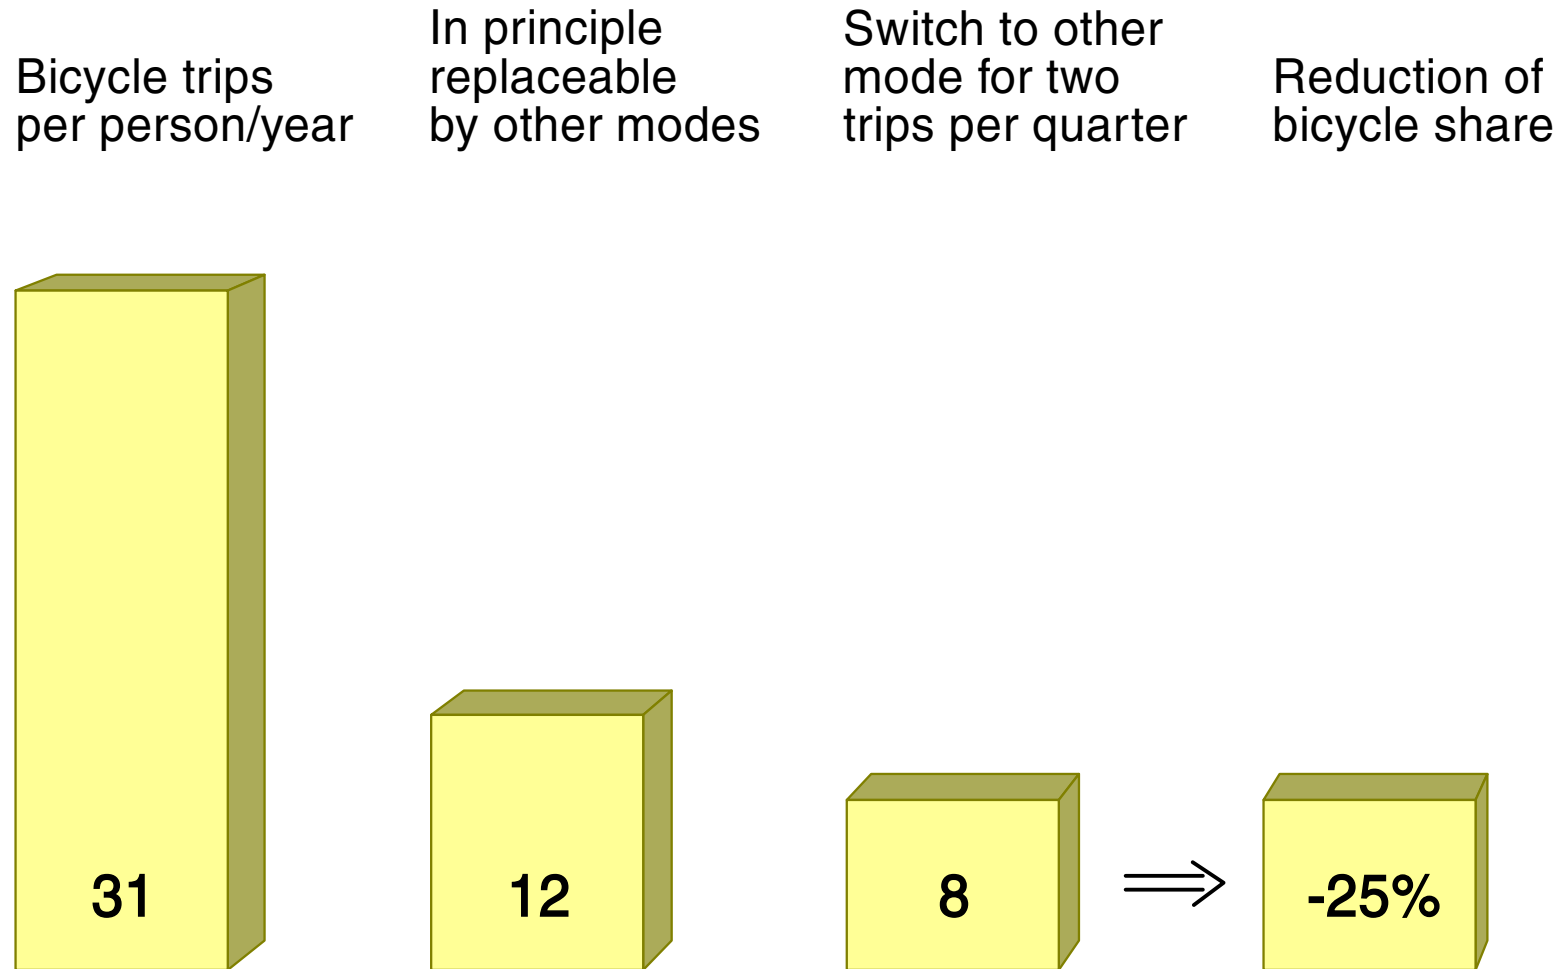 Bicycle trips
per person/year
In principle
replaceable
by other modes
Switch to other
mode for two
trips per quarter
Reduction of
bicycle share
31
12
8
-25%